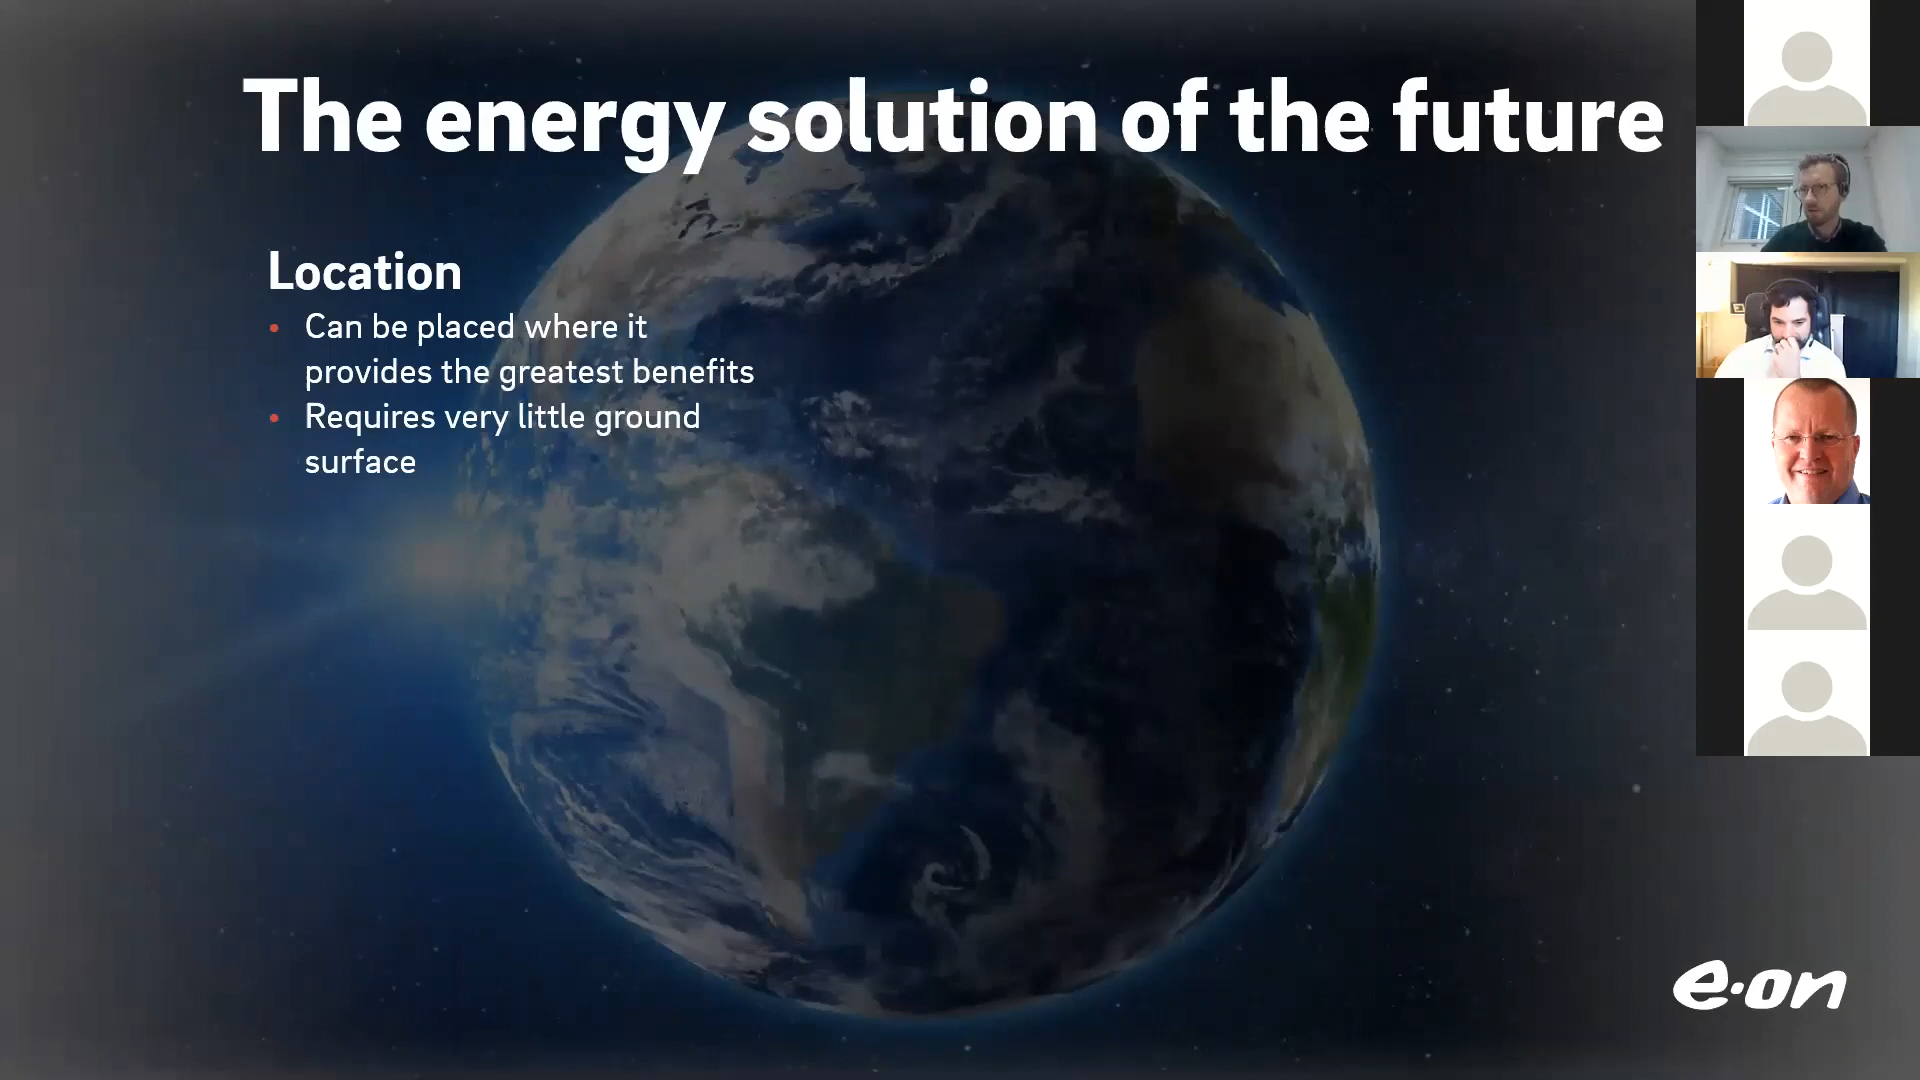 The energy solution of the future
Location
• Can be placed where it
provides the greatest benefits
• Requires very little ground
surface
e·on